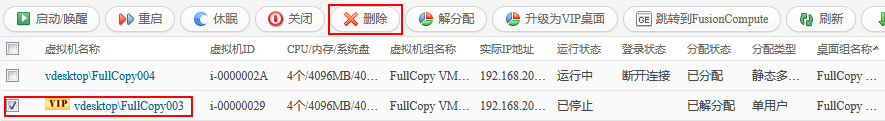 启动/唤醒 重启 休眠 关闭 删除 解分配 升级为VIP桌面 GE 跳转到FusionCompute 刷新
虚拟机名称 虚拟机ID CPU/内存/系统盘 虚拟机组名称 实际IP地址 运行状态 登录状态 分配状态 分配类型 桌面组名称
vdesktop\FullCopy004 i-0000002A 4个/4096MB/40... FullCopy VM... 192.168.20... 运行中 断开连接 已分配 静态多... FullCopy ...
VIP vdesktop\FullCopy003 i-00000029 4个/4096MB/40... FullCopy VM... 192.168.20... 已停止 已解分配 单用户 FullCopy ...